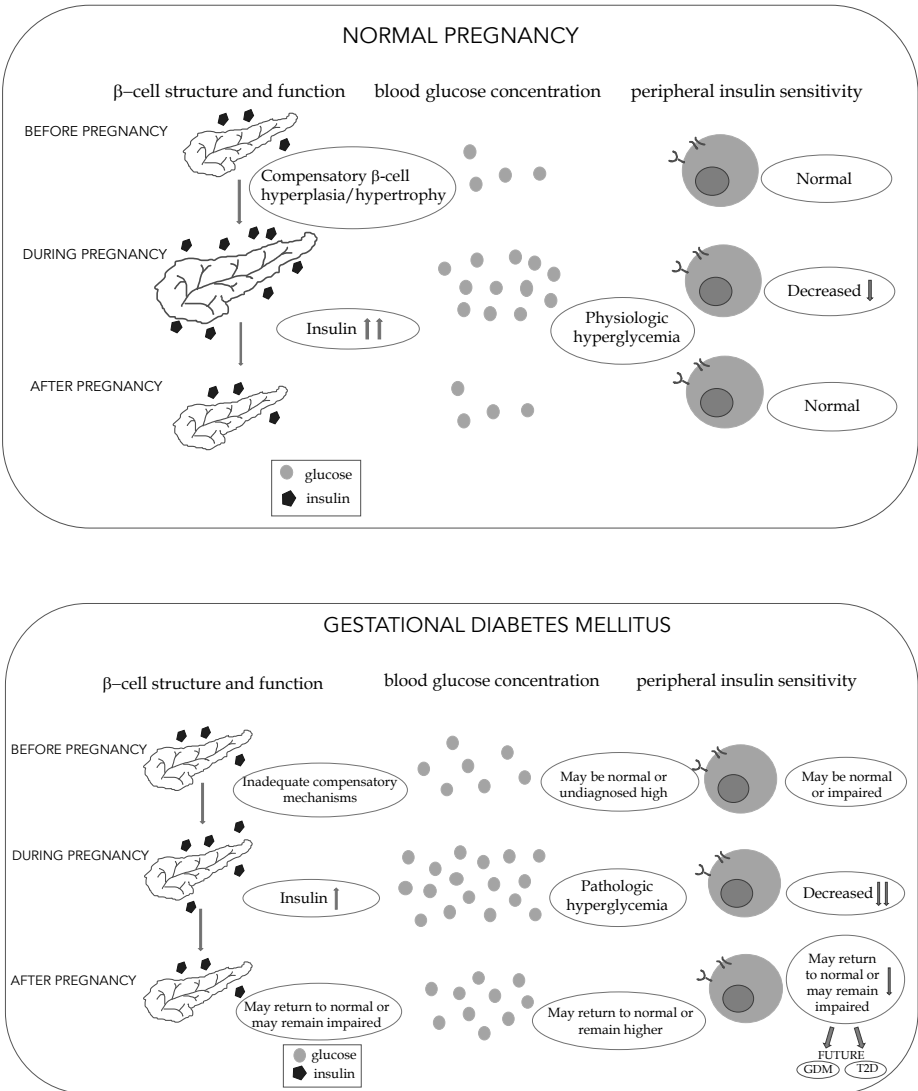 NORMAL PREGNANCY
β–cell structure and function
blood glucose concentration
peripheral insulin sensitivity
BEFORE PREGNANCY
Compensatory β-cell
hyperplasia/hypertrophy
Normal
DURING PREGNANCY
Insulin ↑↑
Physiologic
hyperglycemia
Decreased ↓
AFTER PREGNANCY
Normal
glucose
insulin
GESTATIONAL DIABETES MELLITUS
β–cell structure and function
blood glucose concentration
peripheral insulin sensitivity
BEFORE PREGNANCY
Inadequate compensatory
mechanisms
May be normal or
undiagnosed high
May be normal
or impaired
DURING PREGNANCY
Insulin ↑
Pathologic
hyperglycemia
Decreased ↓↓
AFTER PREGNANCY
May return to normal or
may remain impaired
May return to normal or
remain higher
May return
to normal or
may remain
impaired ↓
FUTURE
GDM T2D
glucose
insulin